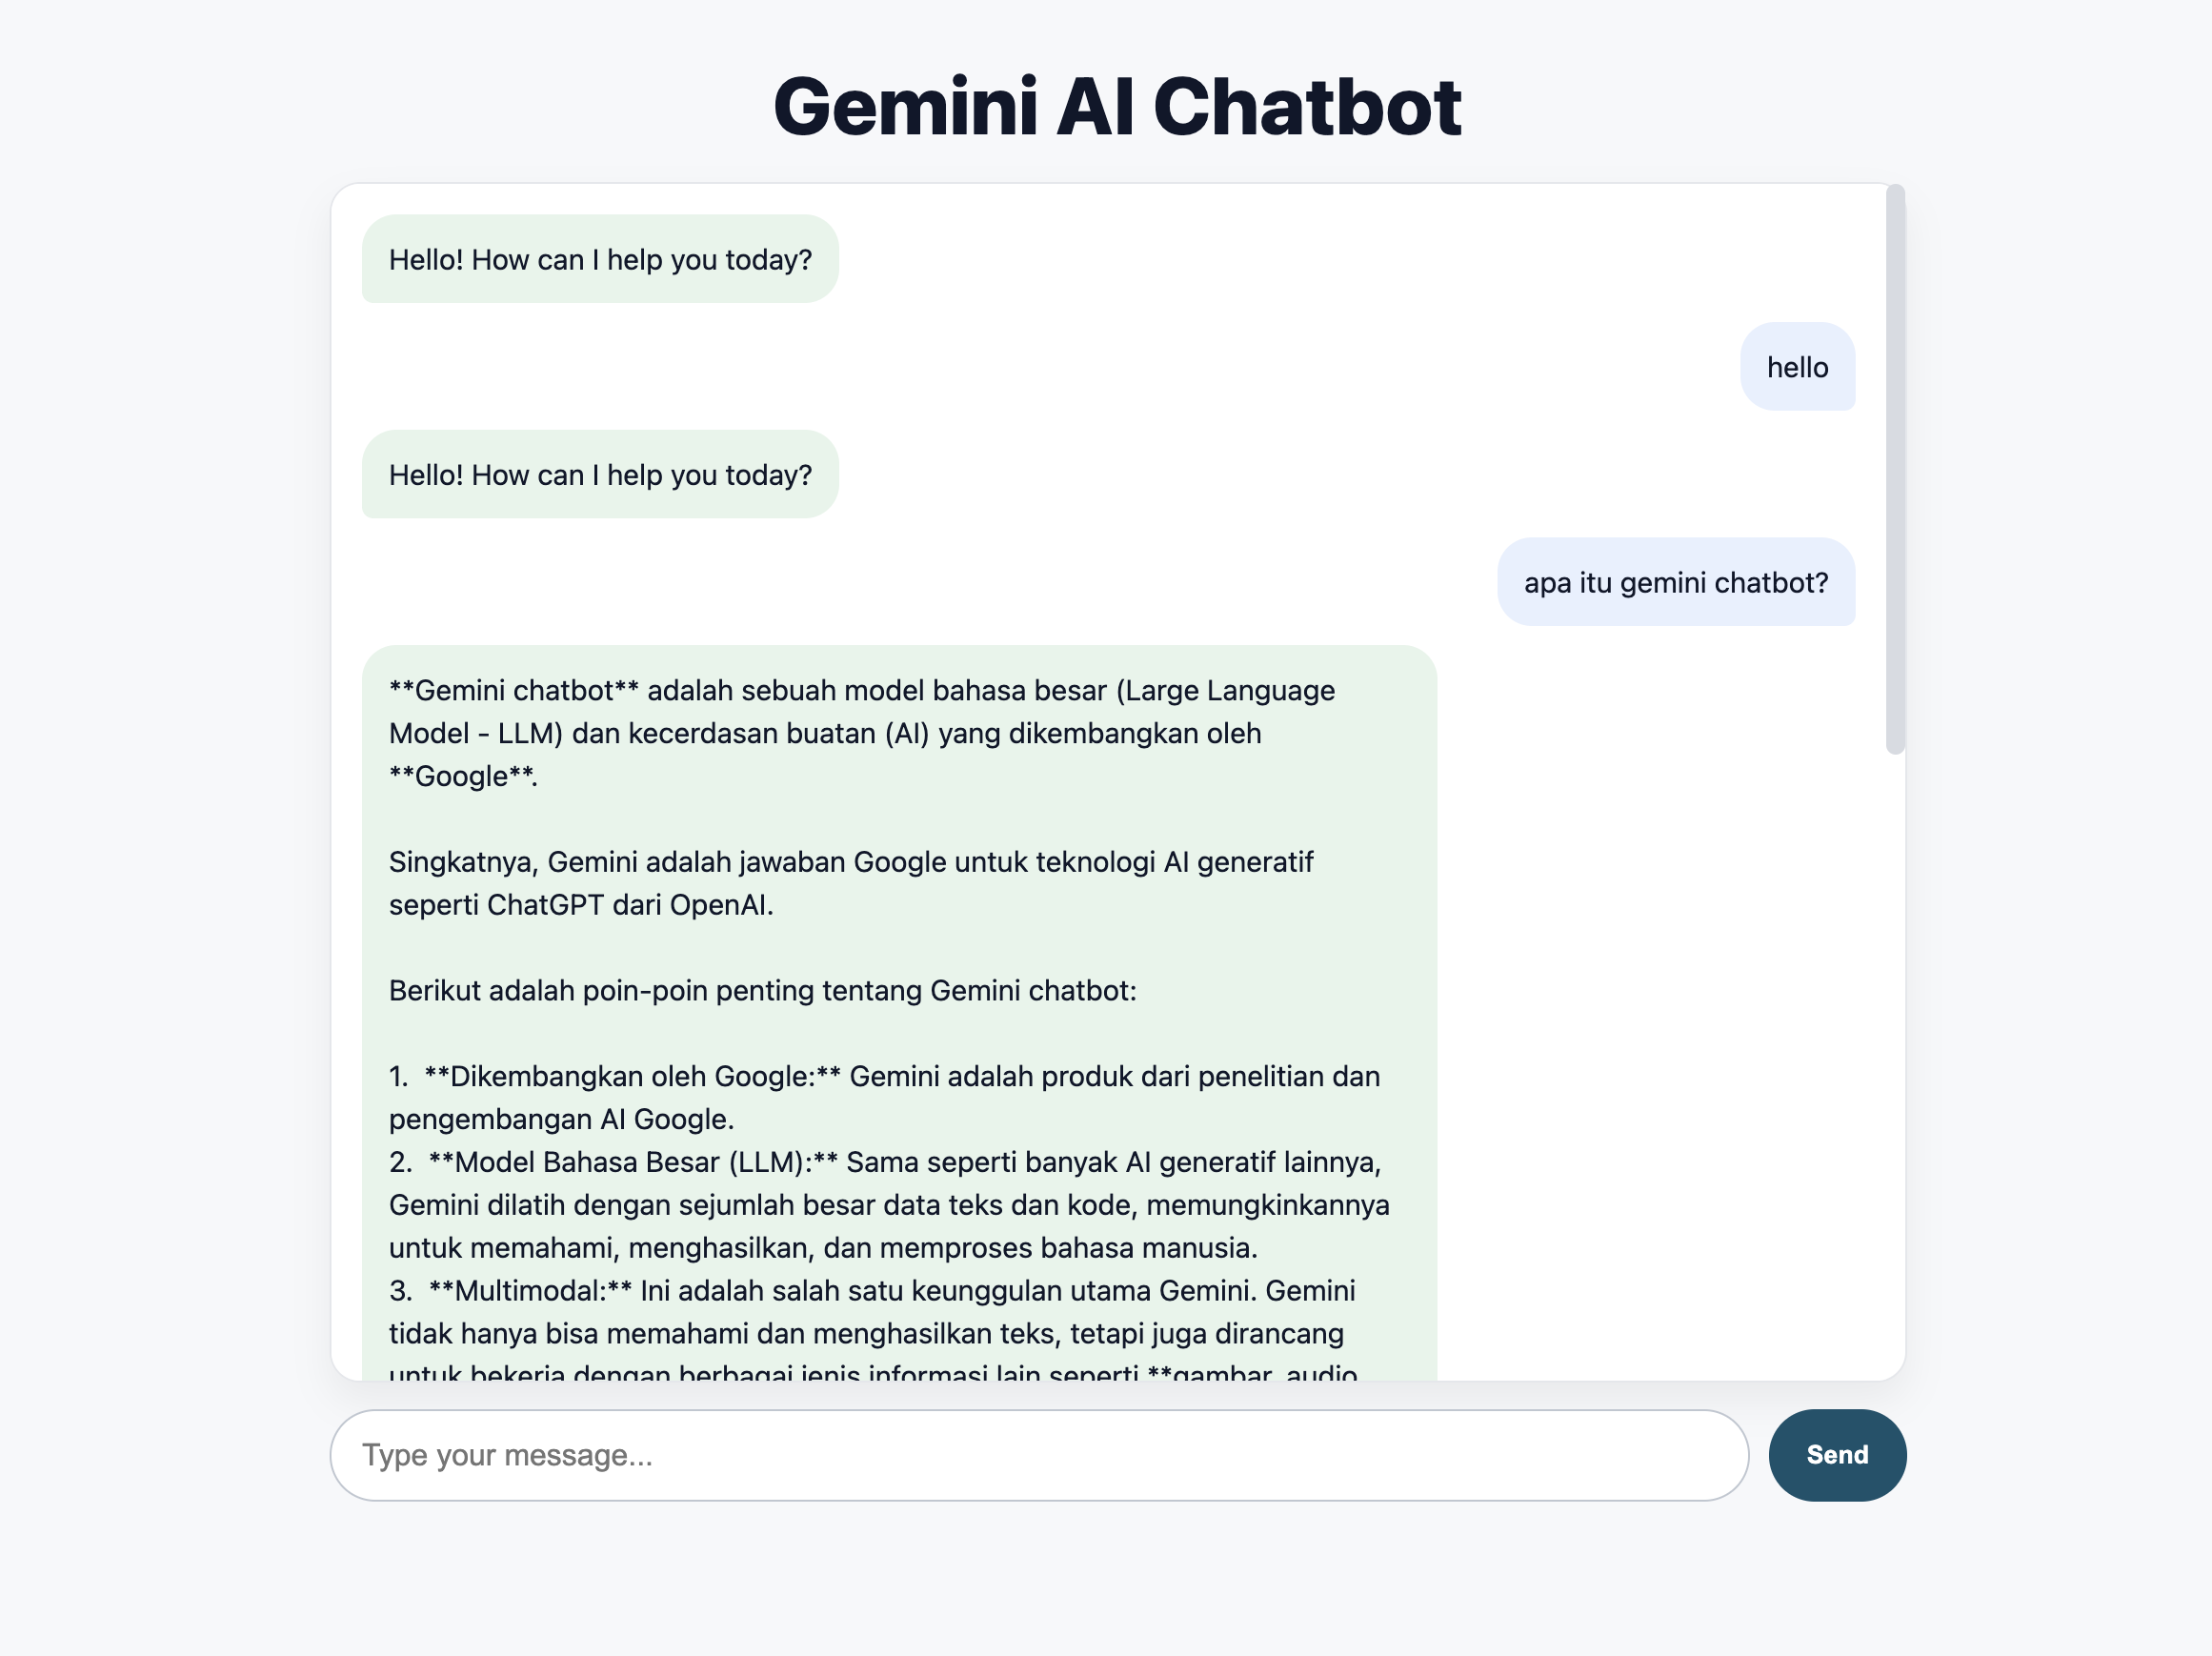 Gemini AI Chatbot
Hello! How can I help you today?
hello
Hello! How can I help you today?
apa itu gemini chatbot?
**Gemini chatbot** adalah sebuah model bahasa besar (Large Language
Model - LLM) dan kecerdasan buatan (AI) yang dikembangkan oleh
**Google**.
Singkatnya, Gemini adalah jawaban Google untuk teknologi AI generatif
seperti ChatGPT dari OpenAI.
Berikut adalah poin-poin penting tentang Gemini chatbot:
1.  **Dikembangkan oleh Google:** Gemini adalah produk dari penelitian dan
pengembangan AI Google.
2.  **Model Bahasa Besar (LLM):** Sama seperti banyak AI generatif lainnya,
Gemini dilatih dengan sejumlah besar data teks dan kode, memungkinkannya
untuk memahami, menghasilkan, dan memproses bahasa manusia.
3.  **Multimodal:** Ini adalah salah satu keunggulan utama Gemini. Gemini
tidak hanya bisa memahami dan menghasilkan teks, tetapi juga dirancang
untuk bekerja dengan berbagai jenis informasi lain seperti **gambar, audio,
Type your message...
Send